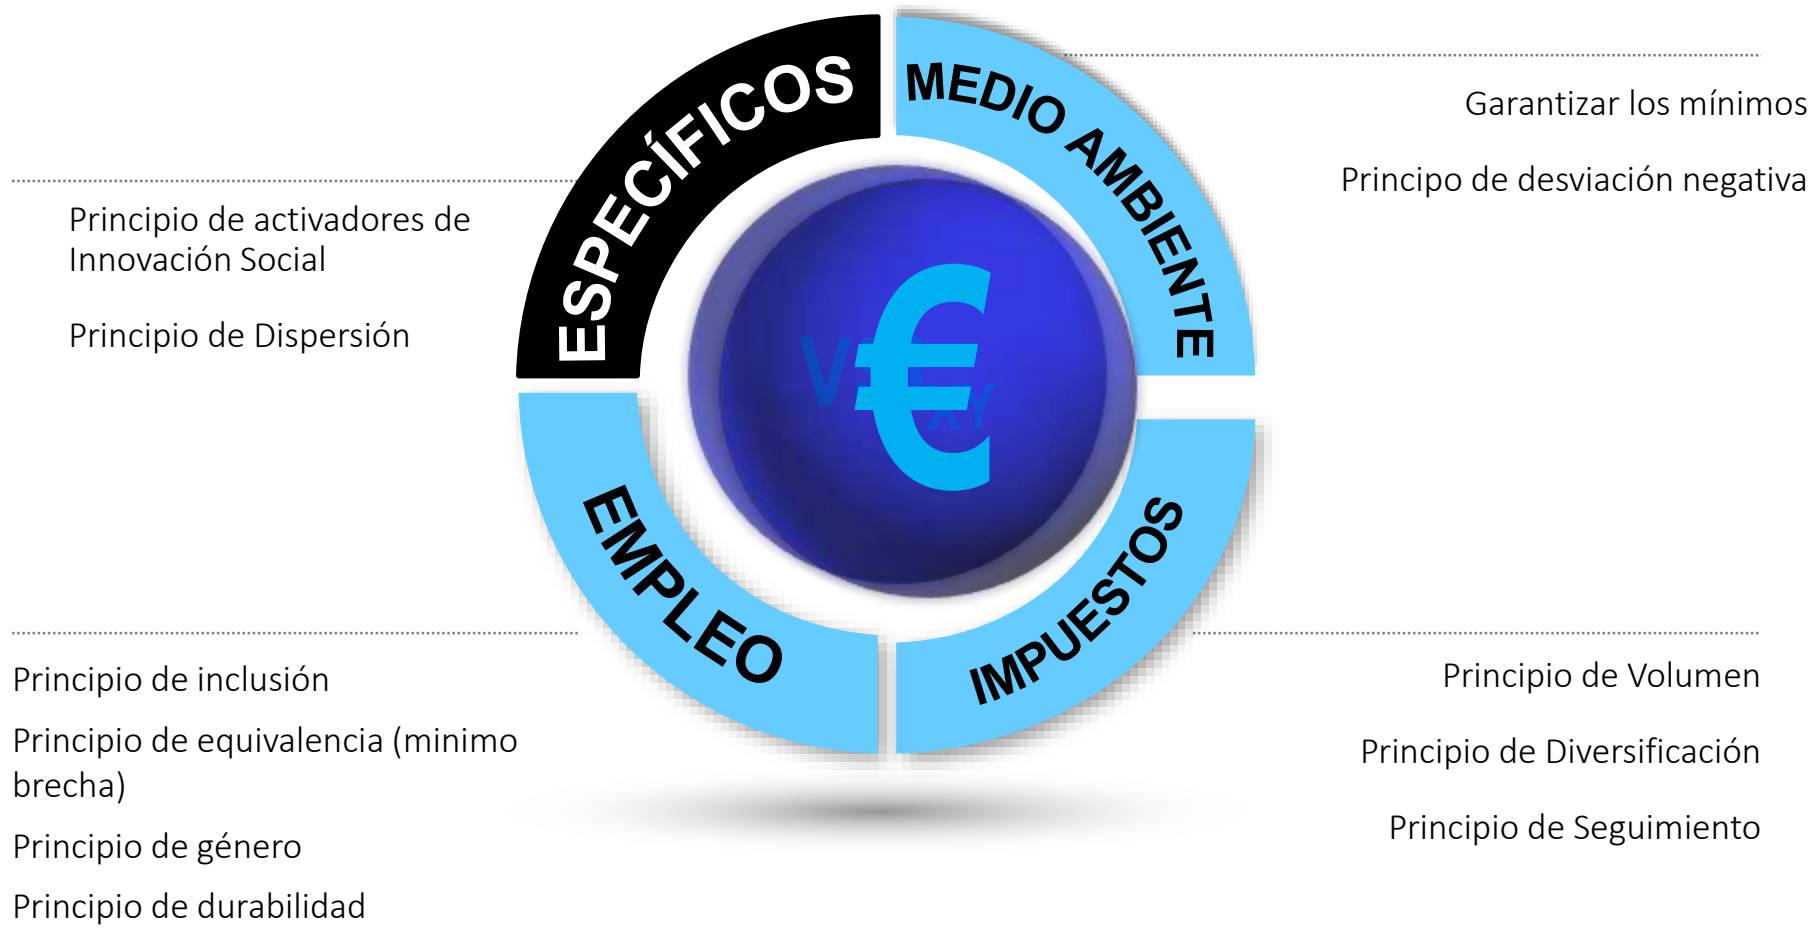 ESPECÍFICOS
Principio de activadores de
Innovación Social
Principio de Dispersión
MEDIO AMBIENTE
Garantizar los mínimos
Principo de desviación negativa
€
EMPLEO
Principio de inclusión
Principio de equivalencia (minimo
brecha)
Principio de género
Principio de durabilidad
IMPUESTOS
Principio de Volumen
Principio de Diversificación
Principio de Seguimiento